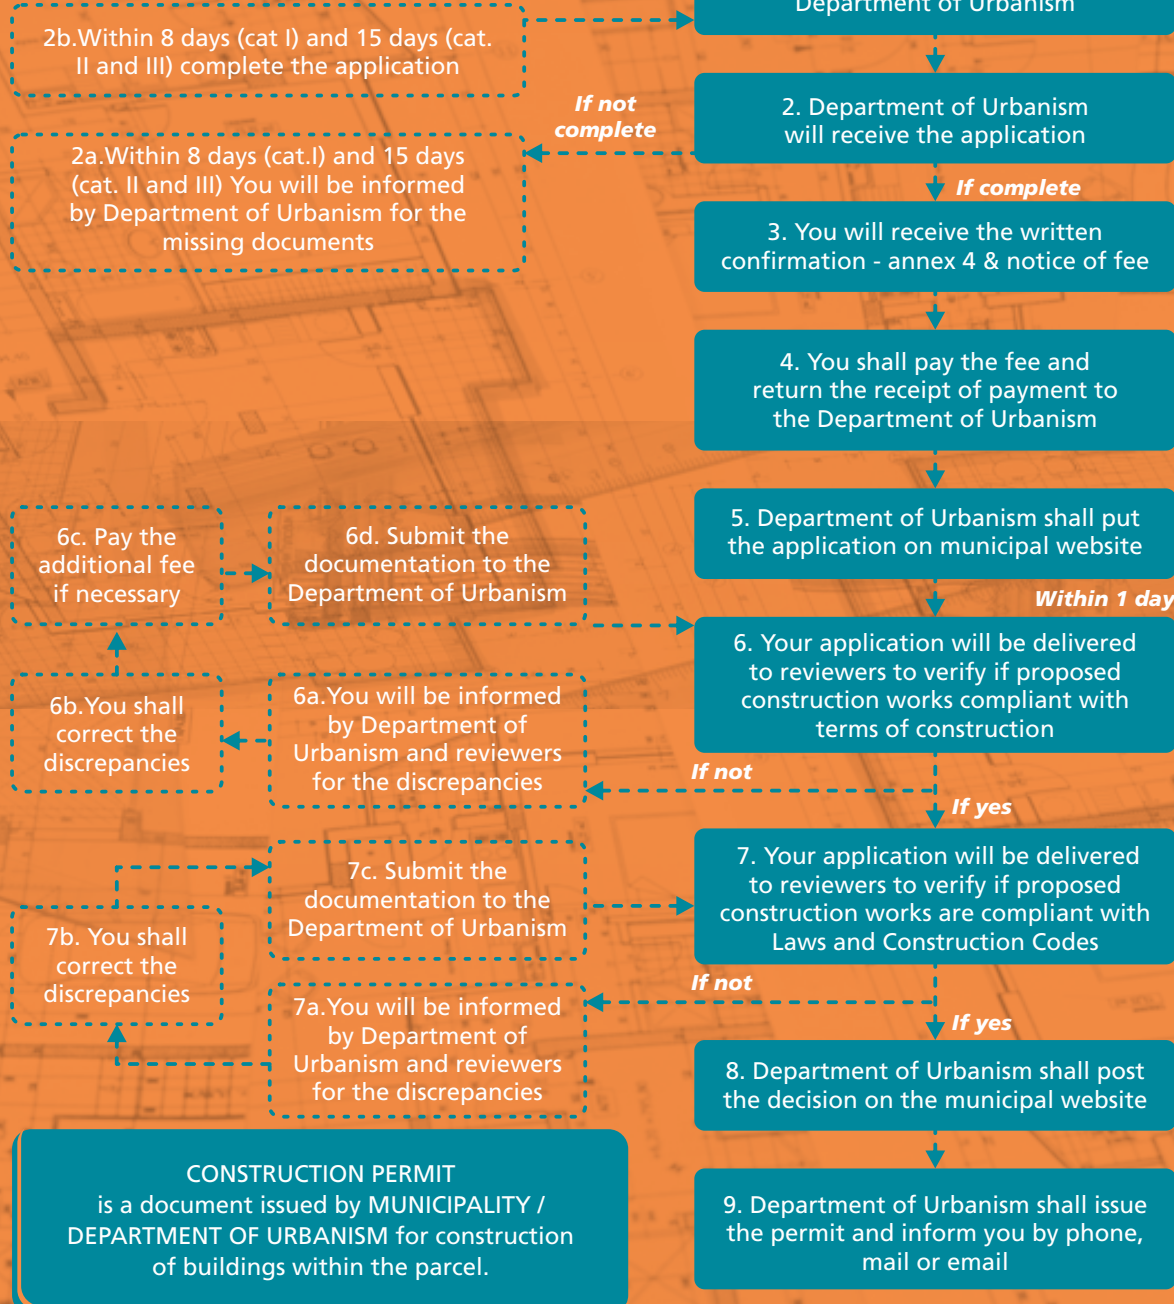 Department of Urbanism
2b.Within 8 days (cat I) and 15 days (cat.
II and III) complete the application
If not
complete
2. Department of Urbanism
will receive the application
2a.Within 8 days (cat.I) and 15 days
(cat. II and III) You will be informed
by Department of Urbanism for the
missing documents
If complete
3. You will receive the written
confirmation - annex 4 & notice of fee
4. You shall pay the fee and
return the receipt of payment to
the Department of Urbanism
5. Department of Urbanism shall put
the application on municipal website
Within 1 day
6c. Pay the
additional fee
if necessary
6d. Submit the
documentation to the
Department of Urbanism
6. Your application will be delivered
to reviewers to verify if proposed
construction works compliant with
terms of construction
6b.You shall
correct the
discrepancies
6a.You will be informed
by Department of
Urbanism and reviewers
for the discrepancies
If not
If yes
7c. Submit the
documentation to the
Department of Urbanism
7. Your application will be delivered
to reviewers to verify if proposed
construction works are compliant with
Laws and Construction Codes
7b. You shall
correct the
discrepancies
7a.You will be informed
by Department of
Urbanism and reviewers
for the discrepancies
If not
If yes
8. Department of Urbanism shall post
the decision on the municipal website
CONSTRUCTION PERMIT
is a document issued by MUNICIPALITY /
DEPARTMENT OF URBANISM for construction
of buildings within the parcel.
9. Department of Urbanism shall issue
the permit and inform you by phone,
mail or email